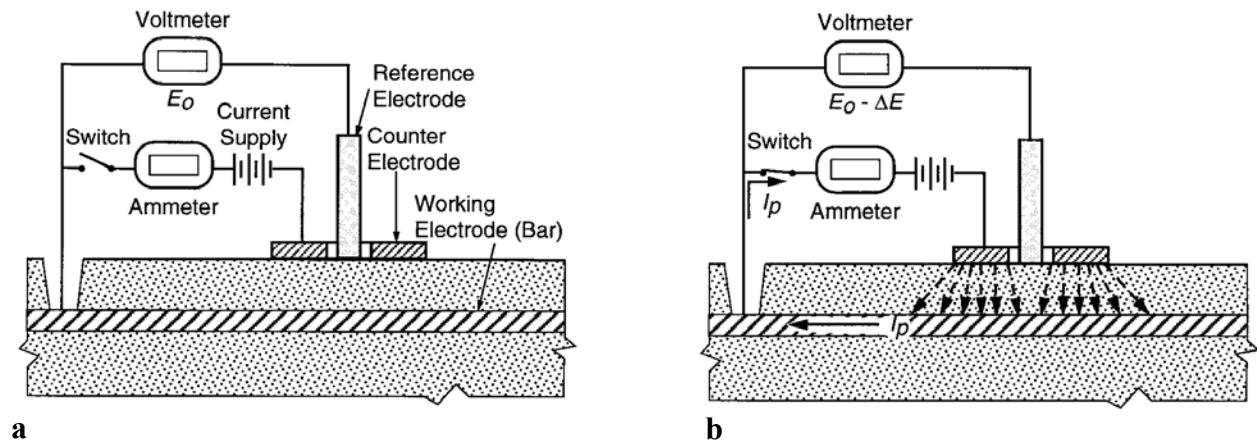 Voltmeter
E₀
Reference
Electrode
Current
Supply
Switch
Counter
Electrode
Ammeter
Working
Electrode (Bar)
a
Voltmeter
E₀ - ΔE
Switch
Iₚ
Ammeter
Iₚ
b